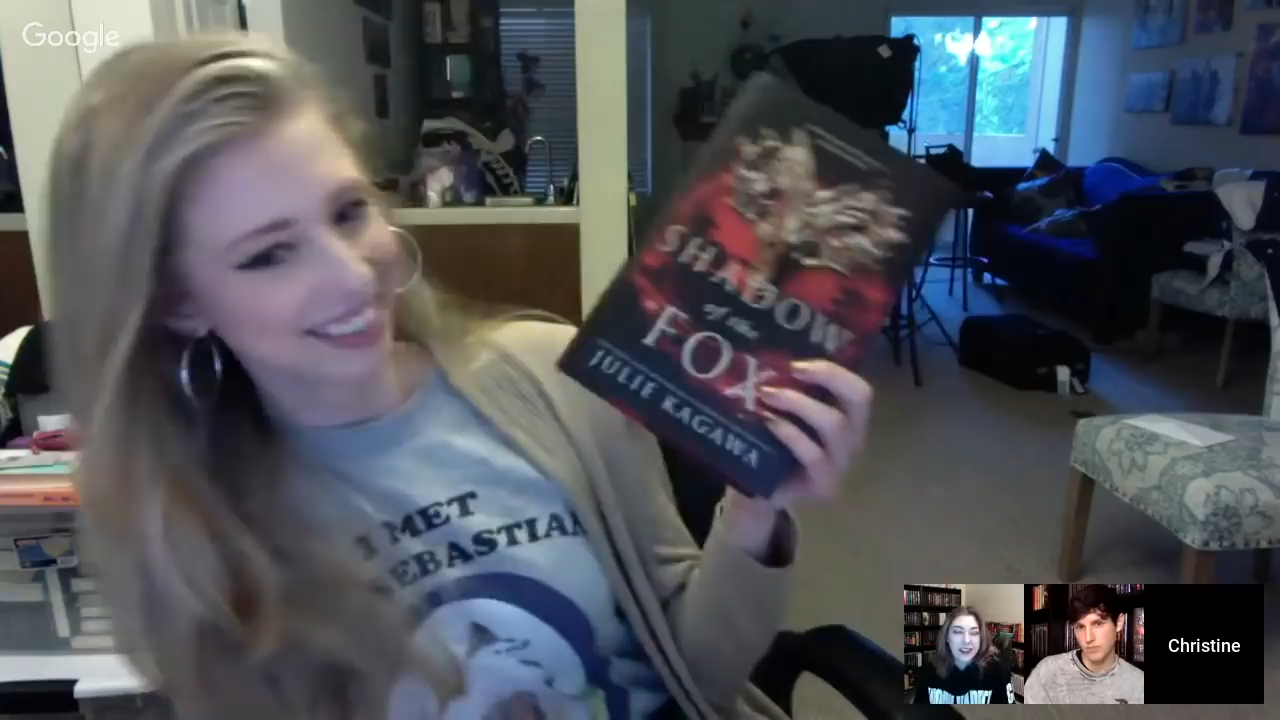 Google
SHADOW
of the
FOX
JULIE KAGAWA
I MET
SEBASTIAN
Christine